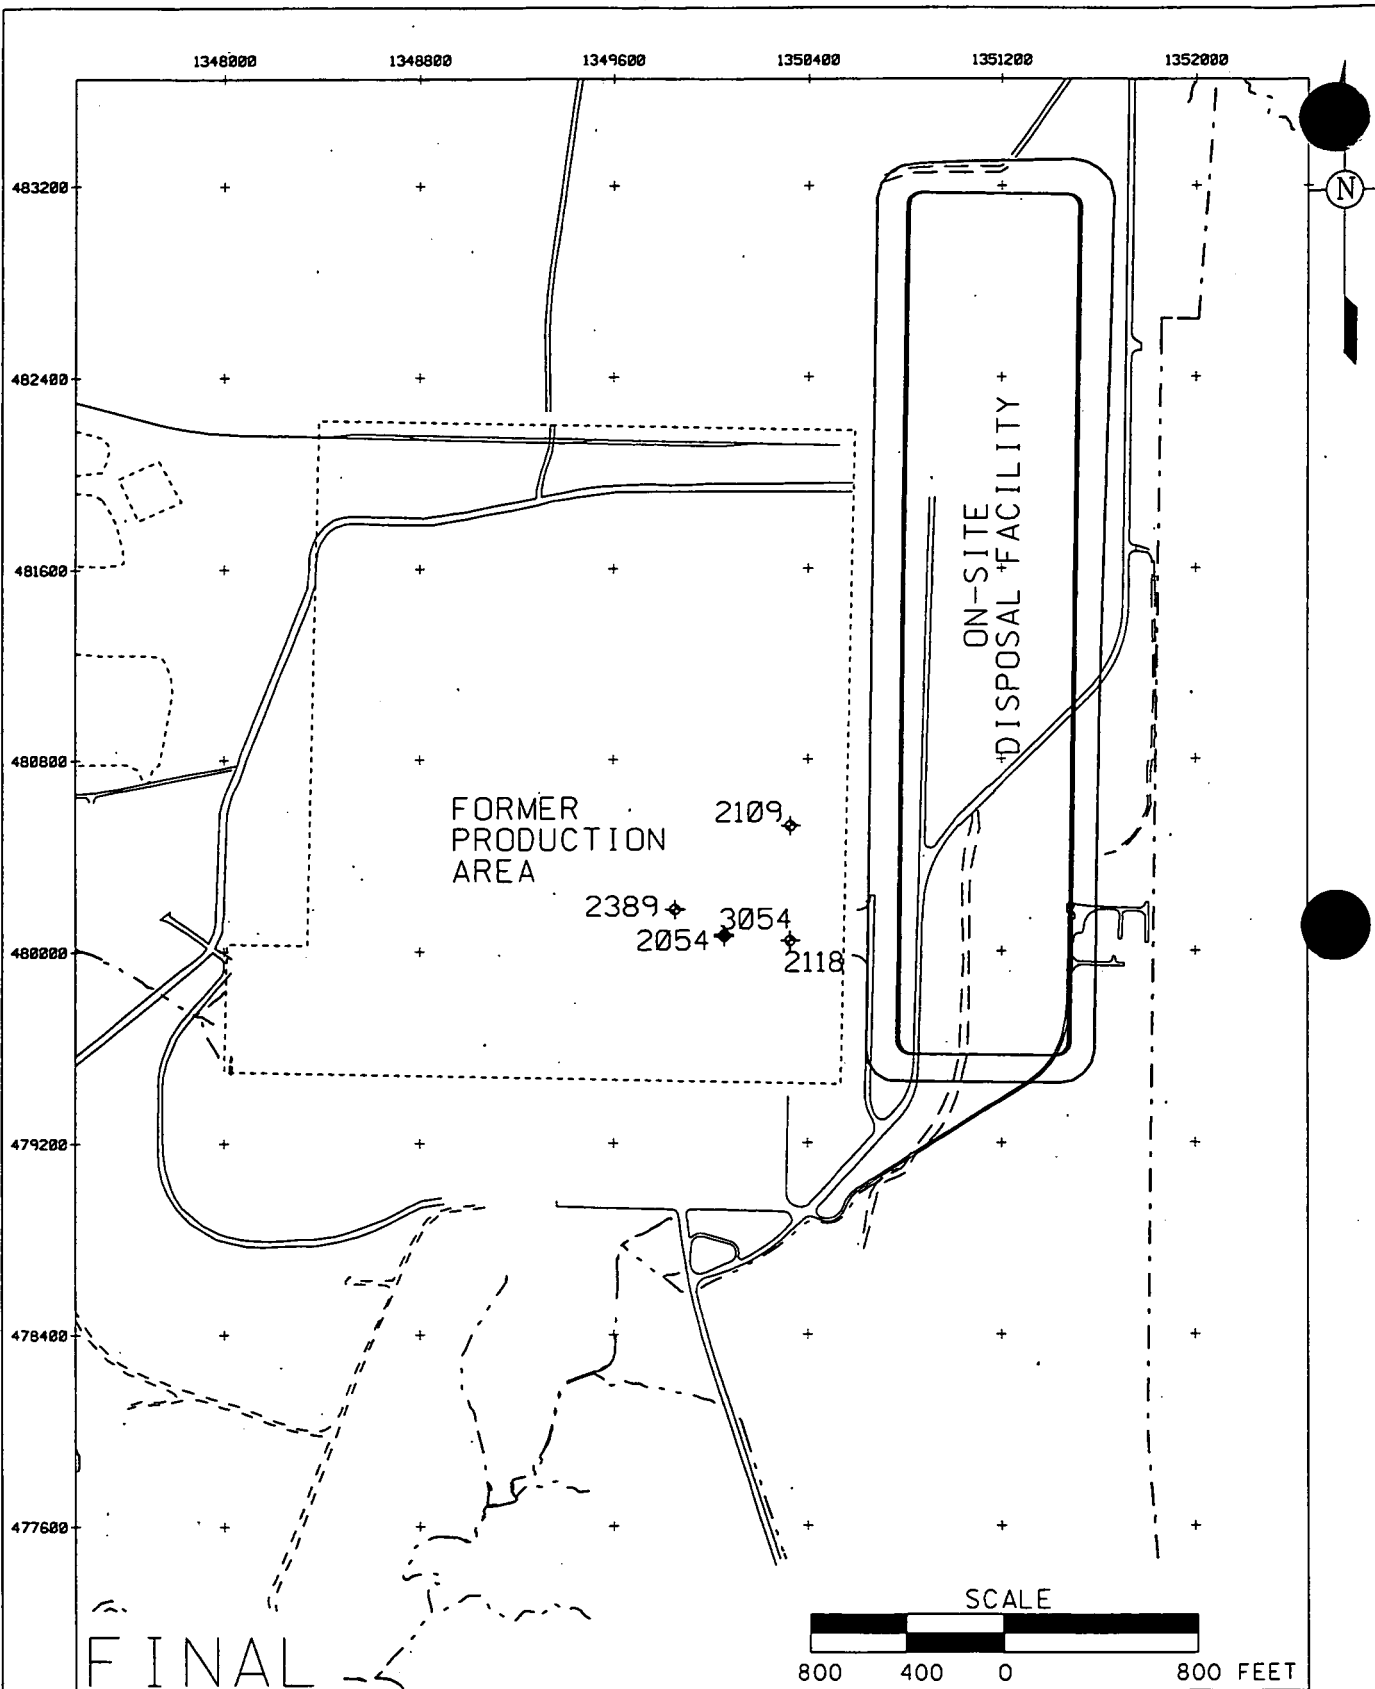 1348000 1348800 1349600 1350400 1351200 1352000
483200
N
482400
ON-SITE
DISPOSAL FACILITY
481600
480800
FORMER
PRODUCTION
AREA
2109
2389
3054
2054
2118
480000
479200
478400
477600
SCALE
800 400 0 800 FEET
FINAL